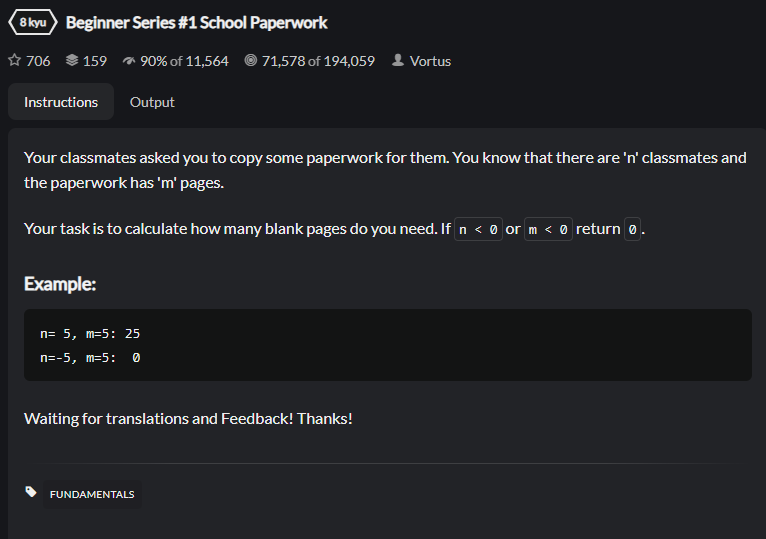 8 kyu Beginner Series #1 School Paperwork
706 159 90% of 11,564 71,578 of 194,059 Vortus
Instructions Output
Your classmates asked you to copy some paperwork for them. You know that there are 'n' classmates and
the paperwork has 'm' pages.
Your task is to calculate how many blank pages do you need. If n < 0 or m < 0 return 0.
Example:
n= 5, m=5: 25
n=-5, m=5:  0
Waiting for translations and Feedback! Thanks!
FUNDAMENTALS